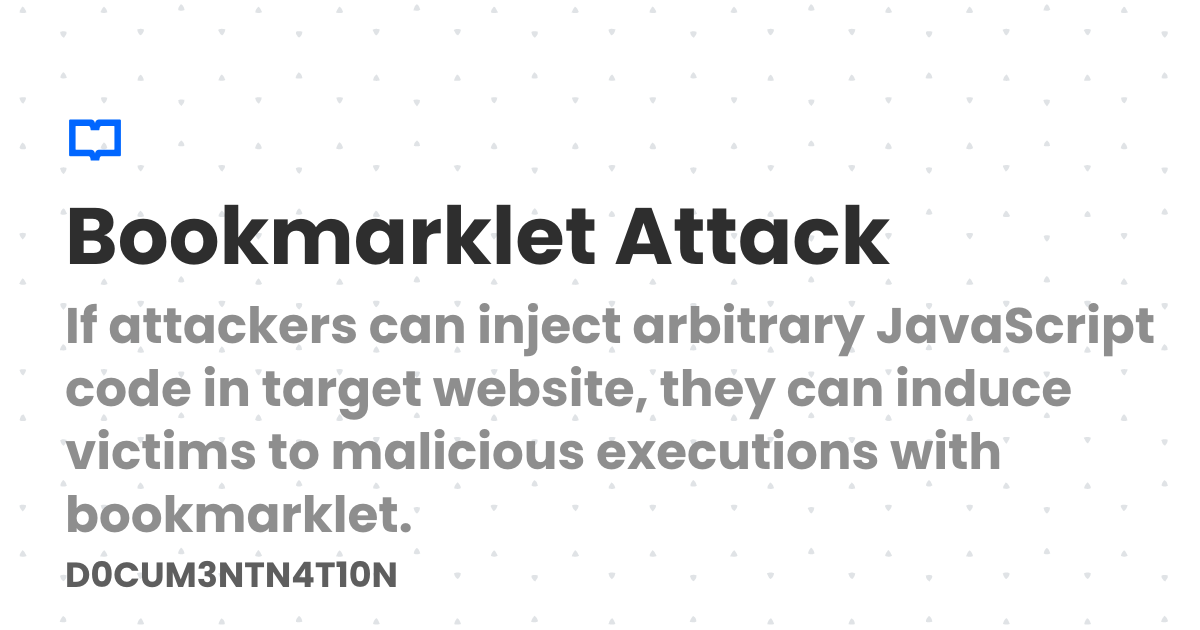 Bookmarklet Attack
If attackers can inject arbitrary JavaScript
code in target website, they can induce
victims to malicious executions with
bookmarklet.
D0CUM3NTN4T10N